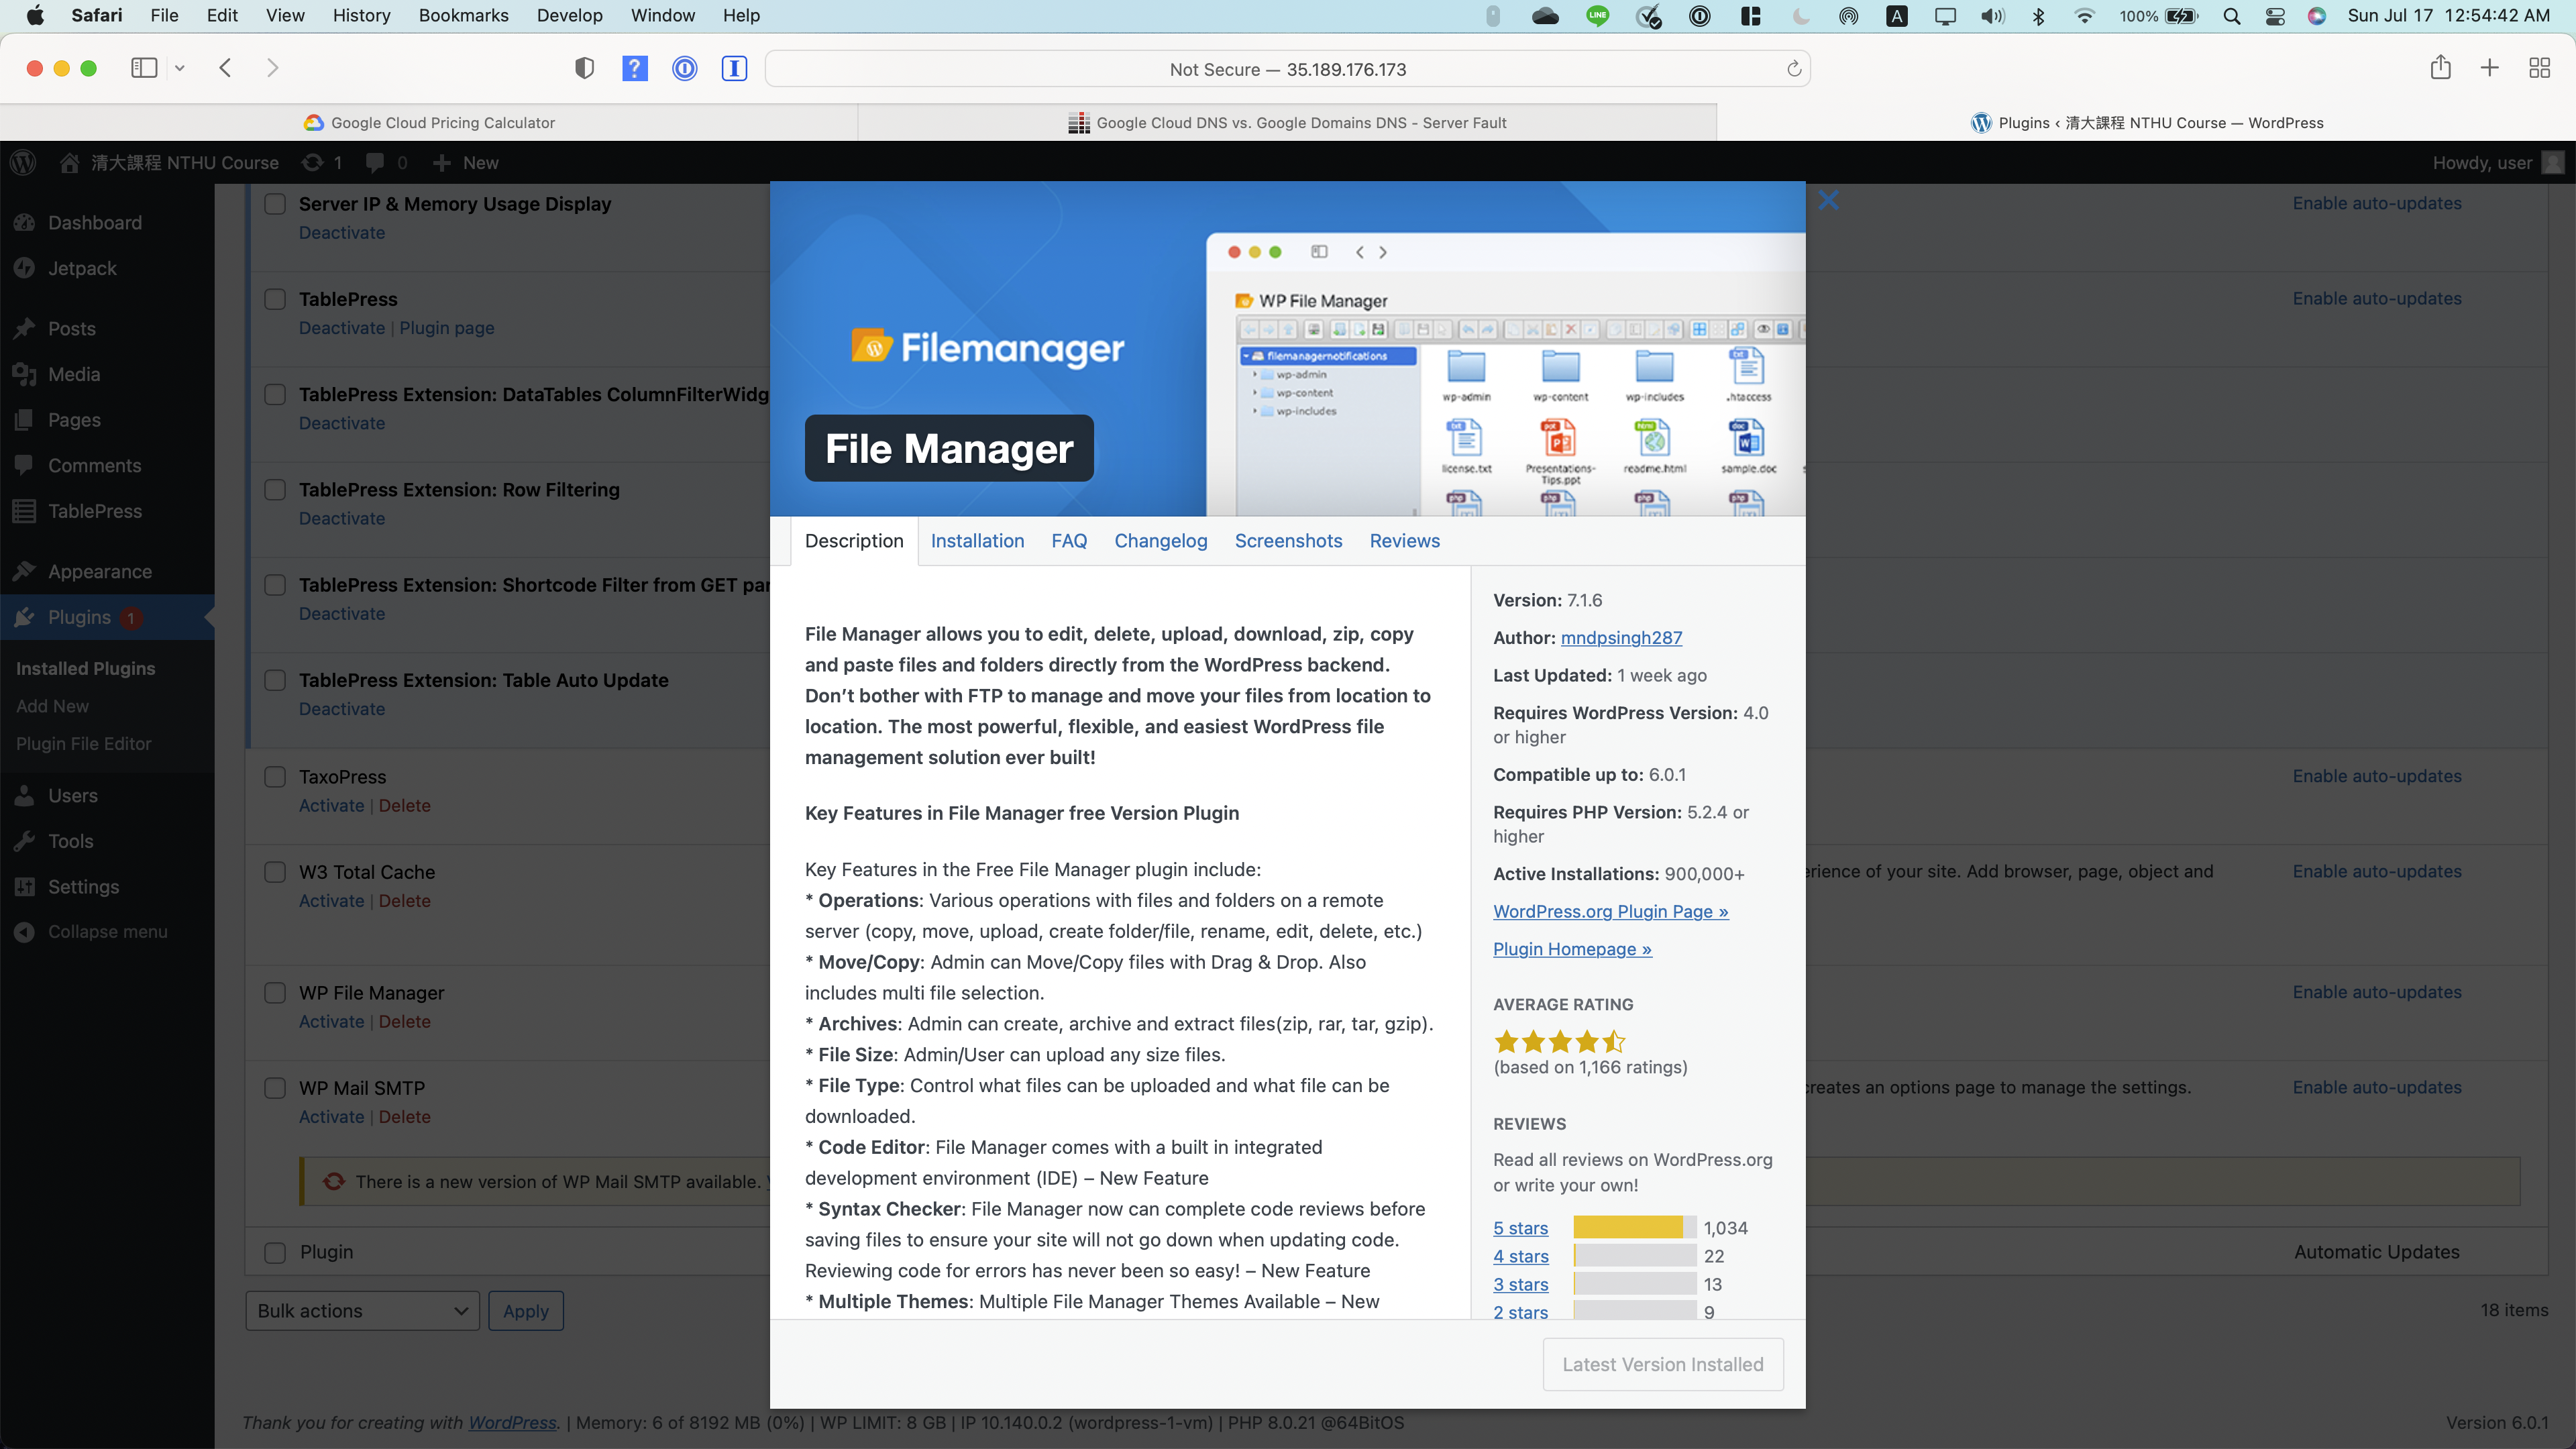 Safari File Edit View History Bookmarks Develop Window Help
LINE
A
100%
Sun Jul 17 12:54:42 AM
Not Secure — 35.189.176.173
Google Cloud Pricing Calculator
Google Cloud DNS vs. Google Domains DNS - Server Fault
Plugins ‹ 清大課程 NTHU Course — WordPress
清大課程 NTHU Course 1 0 New
Howdy, user
Dashboard
Jetpack
Posts
Media
Pages
Comments
TablePress
Appearance
Plugins 1
Installed Plugins
Add New
Plugin File Editor
Users
Tools
Settings
Collapse menu
Server IP & Memory Usage Display
Deactivate
Enable auto-updates
TablePress
Deactivate | Plugin page
Enable auto-updates
TablePress Extension: DataTables ColumnFilterWidg
Deactivate
TablePress Extension: Row Filtering
Deactivate
TablePress Extension: Shortcode Filter from GET par
Deactivate
TablePress Extension: Table Auto Update
Deactivate
TaxoPress
Activate | Delete
Enable auto-updates
W3 Total Cache
Activate | Delete
erience of your site. Add browser, page, object and
Enable auto-updates
WP File Manager
Activate | Delete
Enable auto-updates
WP Mail SMTP
Activate | Delete
creates an options page to manage the settings.
Enable auto-updates
There is a new version of WP Mail SMTP available.
Plugin
Automatic Updates
Bulk actions
Apply
18 items
Thank you for creating with WordPress. | Memory: 6 of 8192 MB (0%) | WP LIMIT: 8 GB | IP 10.140.0.2 (wordpress-1-vm) | PHP 8.0.21 @64BitOS
Version 6.0.1
Filemanager
File Manager
WP File Manager
filemanagernotifications
wp-admin
wp-content
wp-includes
wp-admin wp-content wp-includes .htaccess
license.txt Presentations-Tips.ppt readme.html sample.doc
Description Installation FAQ Changelog Screenshots Reviews
File Manager allows you to edit, delete, upload, download, zip, copy
and paste files and folders directly from the WordPress backend.
Don’t bother with FTP to manage and move your files from location to
location. The most powerful, flexible, and easiest WordPress file
management solution ever built!
Key Features in File Manager free Version Plugin
Key Features in the Free File Manager plugin include:
* Operations: Various operations with files and folders on a remote
server (copy, move, upload, create folder/file, rename, edit, delete, etc.)
* Move/Copy: Admin can Move/Copy files with Drag & Drop. Also
includes multi file selection.
* Archives: Admin can create, archive and extract files(zip, rar, tar, gzip).
* File Size: Admin/User can upload any size files.
* File Type: Control what files can be uploaded and what file can be
downloaded.
* Code Editor: File Manager comes with a built in integrated
development environment (IDE) – New Feature
* Syntax Checker: File Manager now can complete code reviews before
saving files to ensure your site will not go down when updating code.
Reviewing code for errors has never been so easy! – New Feature
* Multiple Themes: Multiple File Manager Themes Available – New
Version: 7.1.6
Author: mndpsingh287
Last Updated: 1 week ago
Requires WordPress Version: 4.0
or higher
Compatible up to: 6.0.1
Requires PHP Version: 5.2.4 or
higher
Active Installations: 900,000+
WordPress.org Plugin Page »
Plugin Homepage »
AVERAGE RATING
(based on 1,166 ratings)
REVIEWS
Read all reviews on WordPress.org
or write your own!
5 stars 1,034
4 stars 22
3 stars 13
2 stars 9
Latest Version Installed